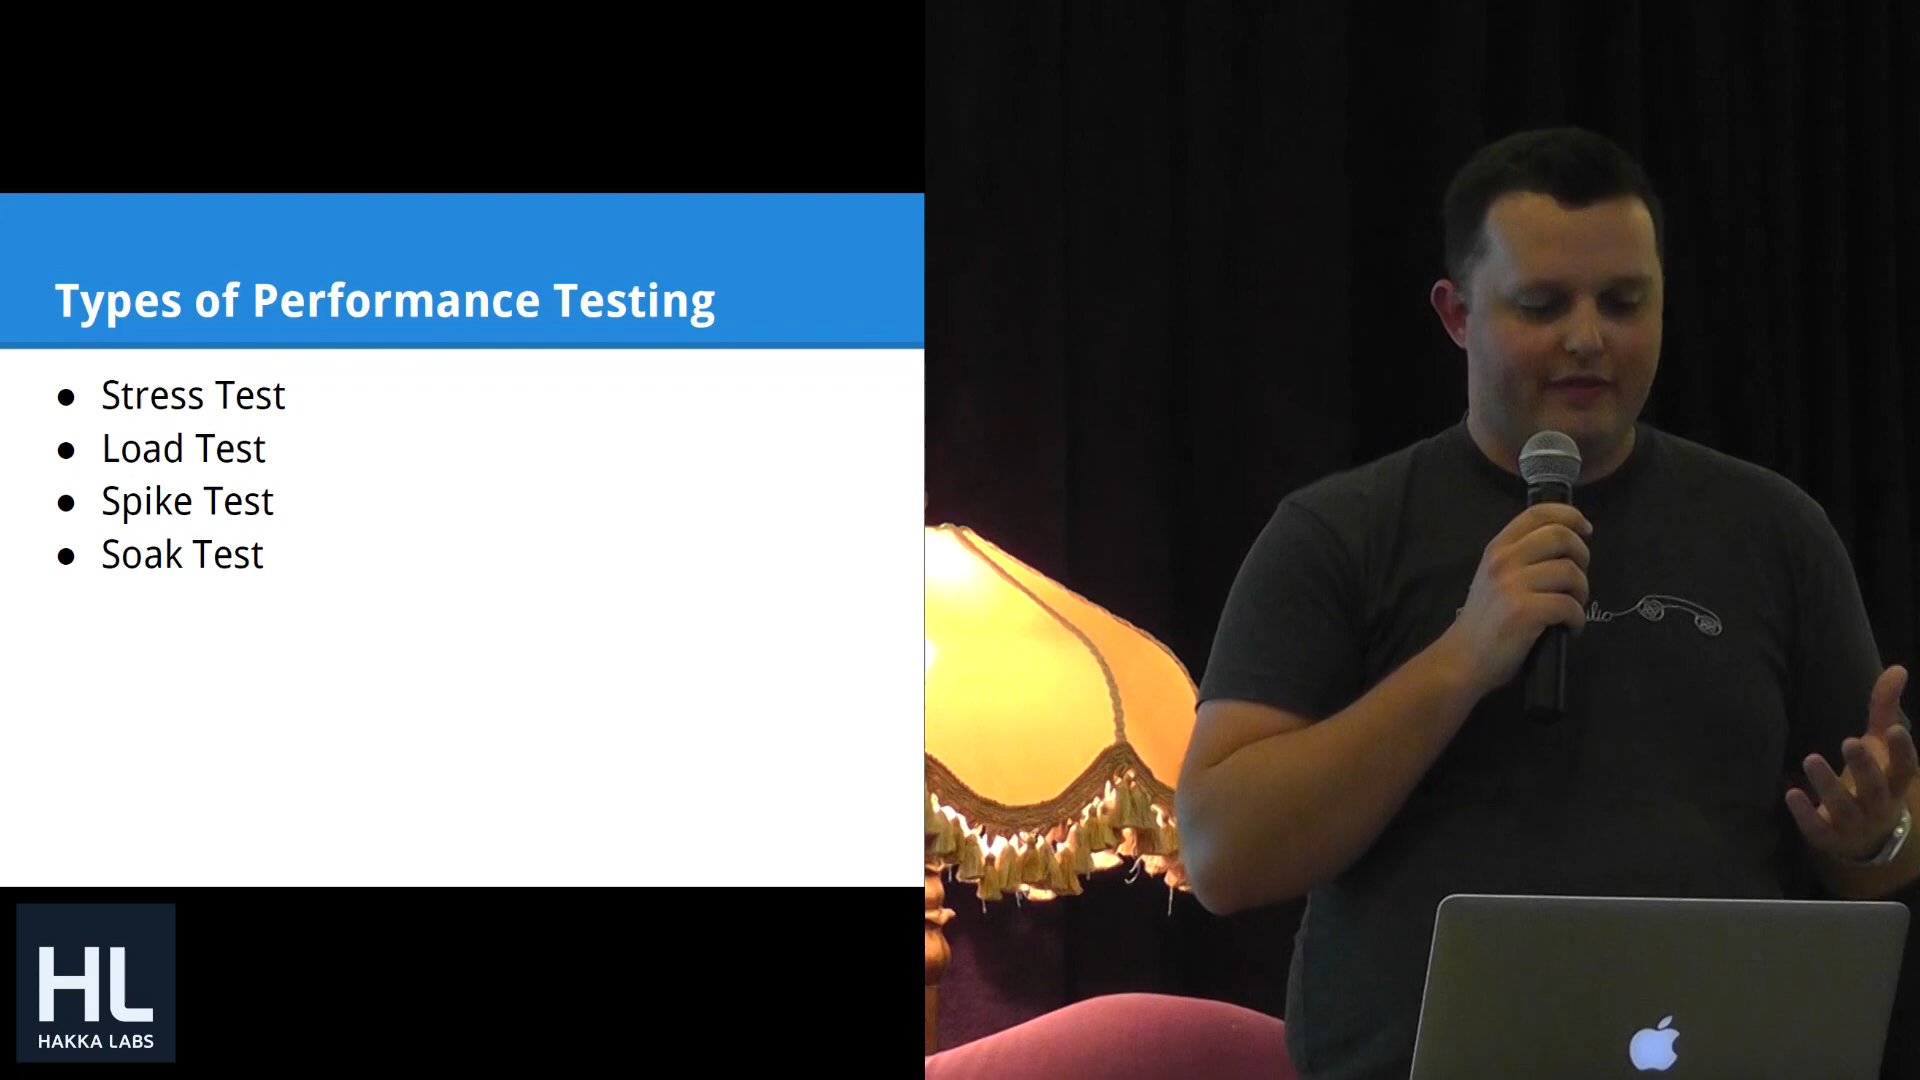 Types of Performance Testing
● Stress Test
● Load Test
● Spike Test
● Soak Test
HL
HAKKA LABS